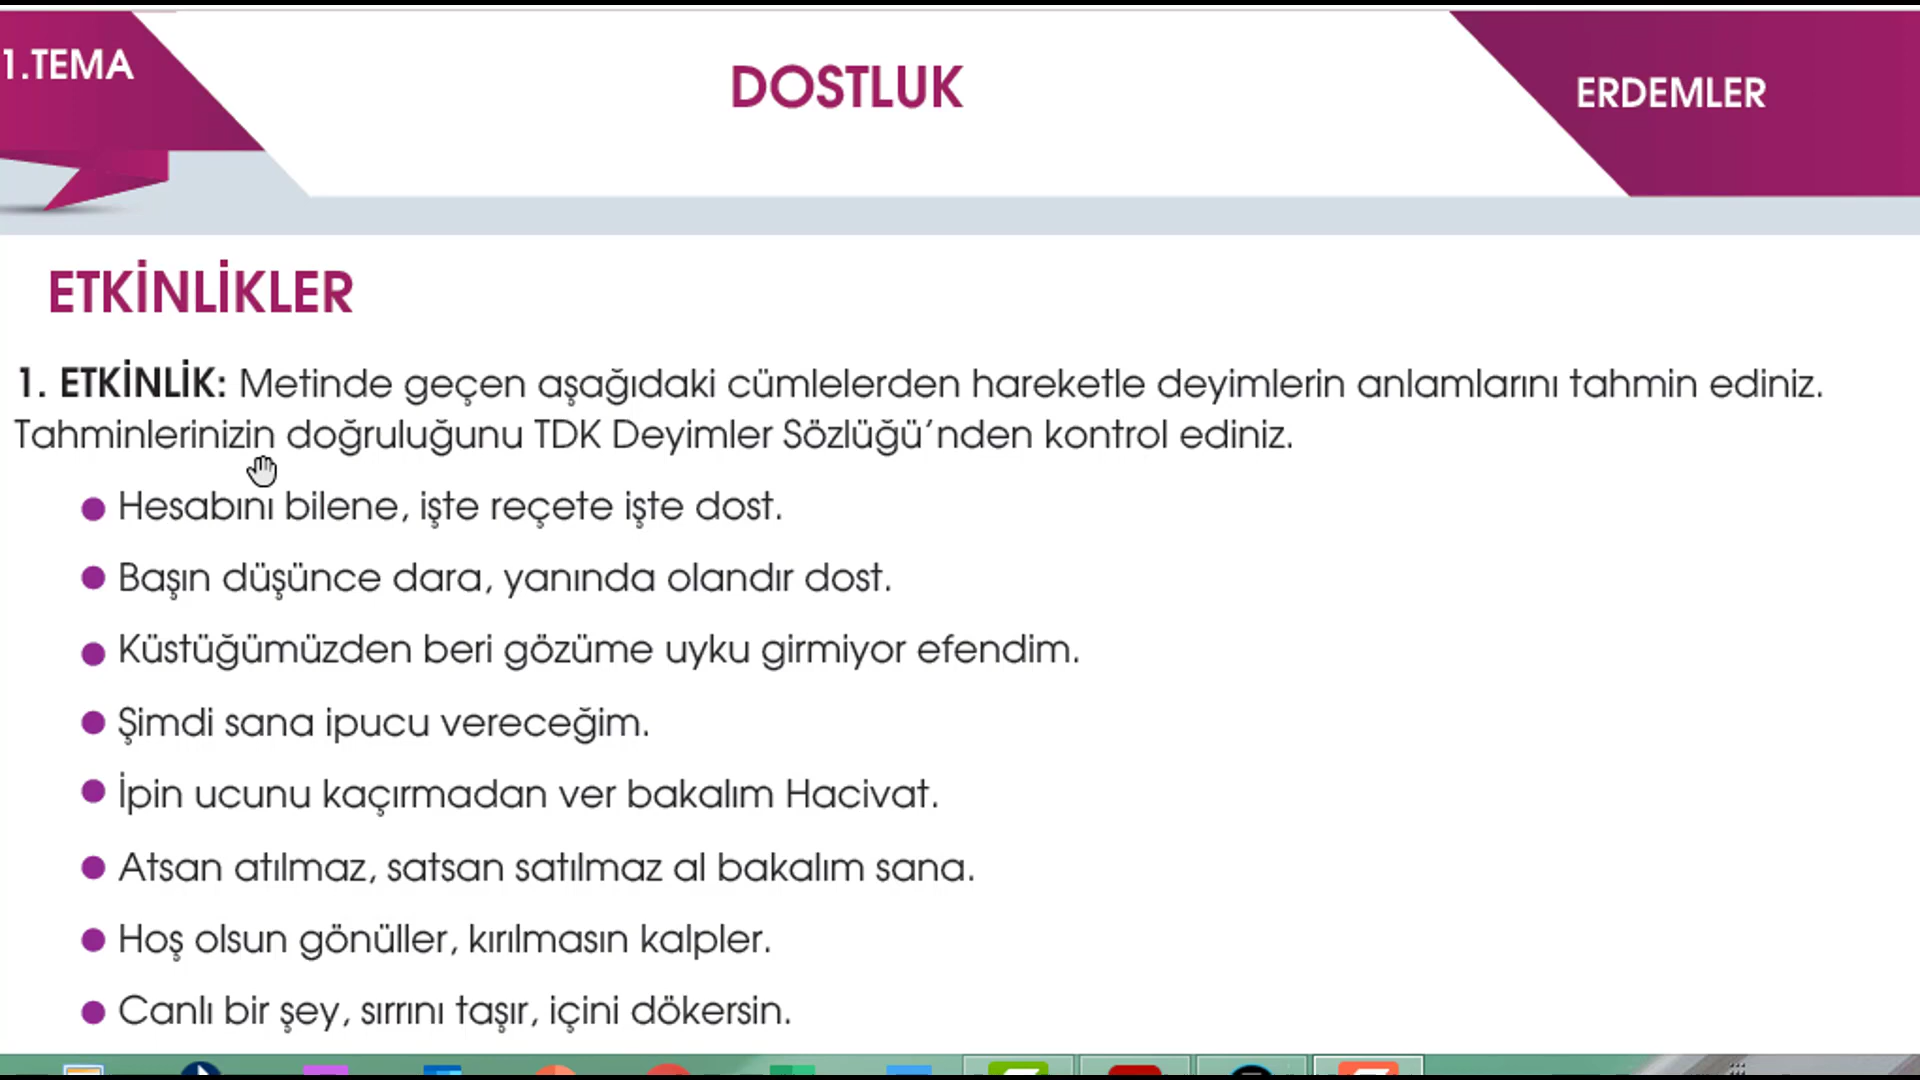 1.TEMA
DOSTLUK
ERDEMLER
ETKİNLİKLER
1. ETKİNLİK: Metinde geçen aşağıdaki cümlelerden hareketle deyimlerin anlamlarını tahmin ediniz.
Tahminlerinizin doğruluğunu TDK Deyimler Sözlüğü’nden kontrol ediniz.
● Hesabını bilene, işte reçete işte dost.
● Başın düşünce dara, yanında olandır dost.
● Küstüğümüzden beri gözüme uyku girmiyor efendim.
● Şimdi sana ipucu vereceğim.
● İpin ucunu kaçırmadan ver bakalım Hacivat.
● Atsan atılmaz, satsan satılmaz al bakalım sana.
● Hoş olsun gönüller, kırılmasın kalpler.
● Canlı bir şey, sırrını taşır, içini dökersin.